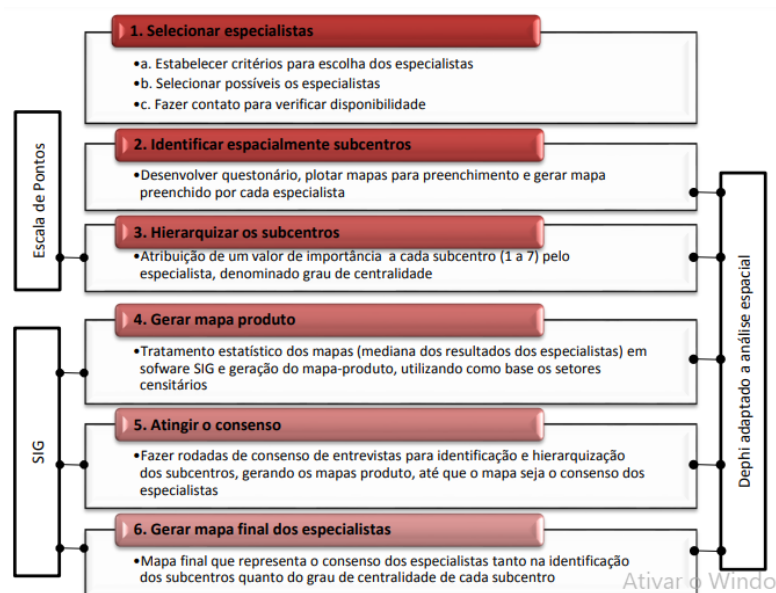 1. Selecionar especialistas
•a. Estabelecer critérios para escolha dos especialistas
•b. Selecionar possíveis os especialistas
•c. Fazer contato para verificar disponibilidade
Escala de Pontos
2. Identificar espacialmente subcentros
•Desenvolver questonário, plotar mapas para preenchimento e gerar mapa
preenchido por cada especialista
3. Hierarquizar os subcentros
•Atribuição de um valor de importância a cada subcentro (1 a 7) pelo
especialista, denominado grau de centralidade
Dephi adaptado a análise espacial
4. Gerar mapa produto
•Tratamento estatístico dos mapas (mediana dos resultados dos especialistas) em
sofware SIG e geração do mapa-produto, utilizando como base os setores
censitários
SIG
5. Atingir o consenso
•Fazer rodadas de consenso de entrevistas para identificação e hierarquização
dos subcentros, gerando os mapas produto, até que o mapa seja o consenso dos
especialistas
6. Gerar mapa final dos especialistas
•Mapa final que representa o consenso dos especialistas tanto na identificação
dos subcentros quanto do grau de centralidade de cada subcentro
Ativar o Windo